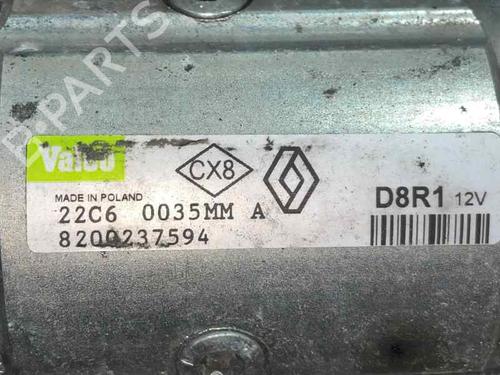 B-PARTS
Valeo
CX8
MADE IN POLAND
22C6 0035MM A
8200237594
D8R1 12V